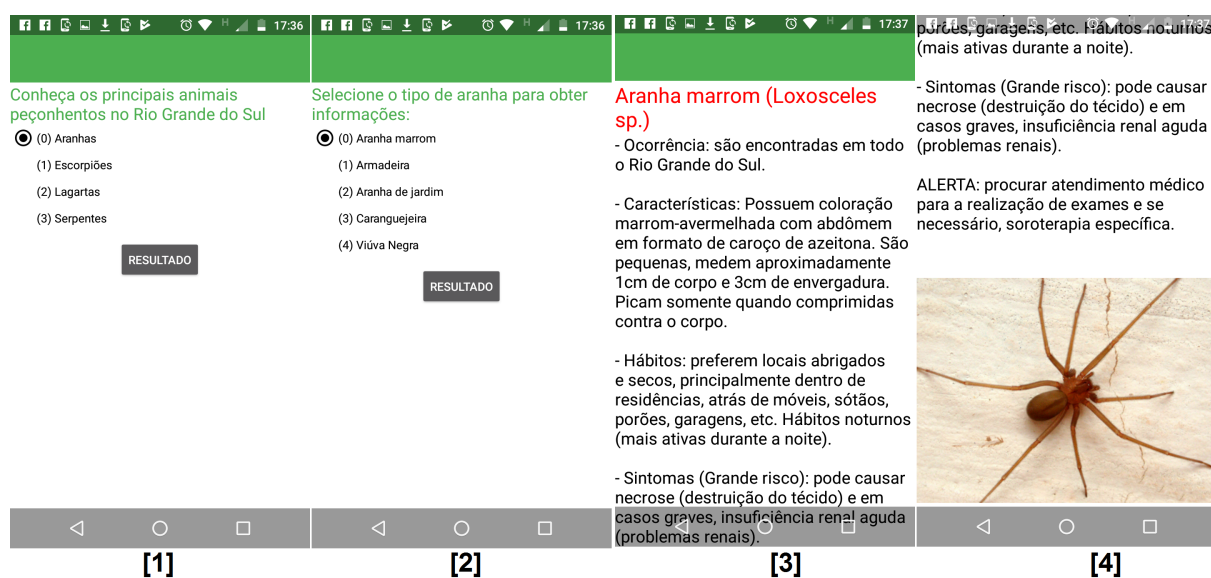 17:36
Conheça os principais animais
peçonhentos no Rio Grande do Sul
(0) Aranhas
(1) Escorpiões
(2) Lagartas
(3) Serpentes
RESULTADO
[1]
17:36
Selecione o tipo de aranha para obter
informações:
(0) Aranha marrom
(1) Armadeira
(2) Aranha de jardim
(3) Caranguejeira
(4) Viúva Negra
RESULTADO
[2]
H 17:37
Aranha marrom (Loxosceles
sp.)
- Ocorrência: são encontradas em todo
o Rio Grande do Sul.
- Características: Possuem coloração
marrom-avermelhada com abdômem
em formato de caroço de azeitona. São
pequenas, medem aproximadamente
1cm de corpo e 3cm de envergadura.
Picam somente quando comprimidas
contra o corpo.
- Hábitos: preferem locais abrigados
e secos, principalmente dentro de
residências, atrás de móveis, sótãos,
porões, garagens, etc. Hábitos noturnos
(mais ativas durante a noite).
- Sintomas (Grande risco): pode causar
necrose (destruição do técido) e em
casos graves, insuficiência renal aguda
(problemas renais).
[3]
17:37
porões, garagens, etc. Hábitos noturnos
(mais ativas durante a noite).
- Sintomas (Grande risco): pode causar
necrose (destruição do técido) e em
casos graves, insuficiência renal aguda
(problemas renais).
ALERTA: procurar atendimento médico
para a realização de exames e se
necessário, soroterapia específica.
[4]